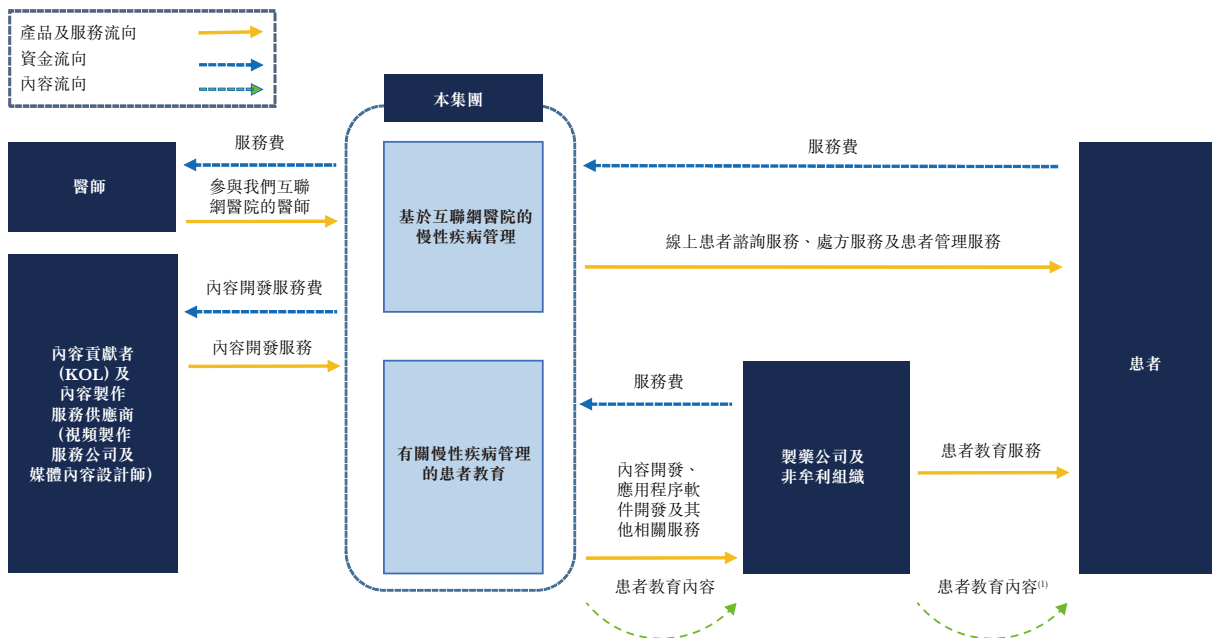 產品及服務流向
資金流向
內容流向
本集團
醫師
服務費
參與我們互聯
網醫院的醫師
基於互聯網醫院的
慢性疾病管理
服務費
線上患者諮詢服務、處方服務及患者管理服務
內容貢獻者
(KOL) 及
內容製作
服務供應商
(視頻製作
服務公司及
媒體內容設計師)
內容開發服務費
內容開發服務
有關慢性疾病管理
的患者教育
服務費
內容開發、
應用程序軟
件開發及其
他相關服務
患者教育內容
製藥公司及
非牟利組織
患者教育服務
患者教育內容(1)
患者